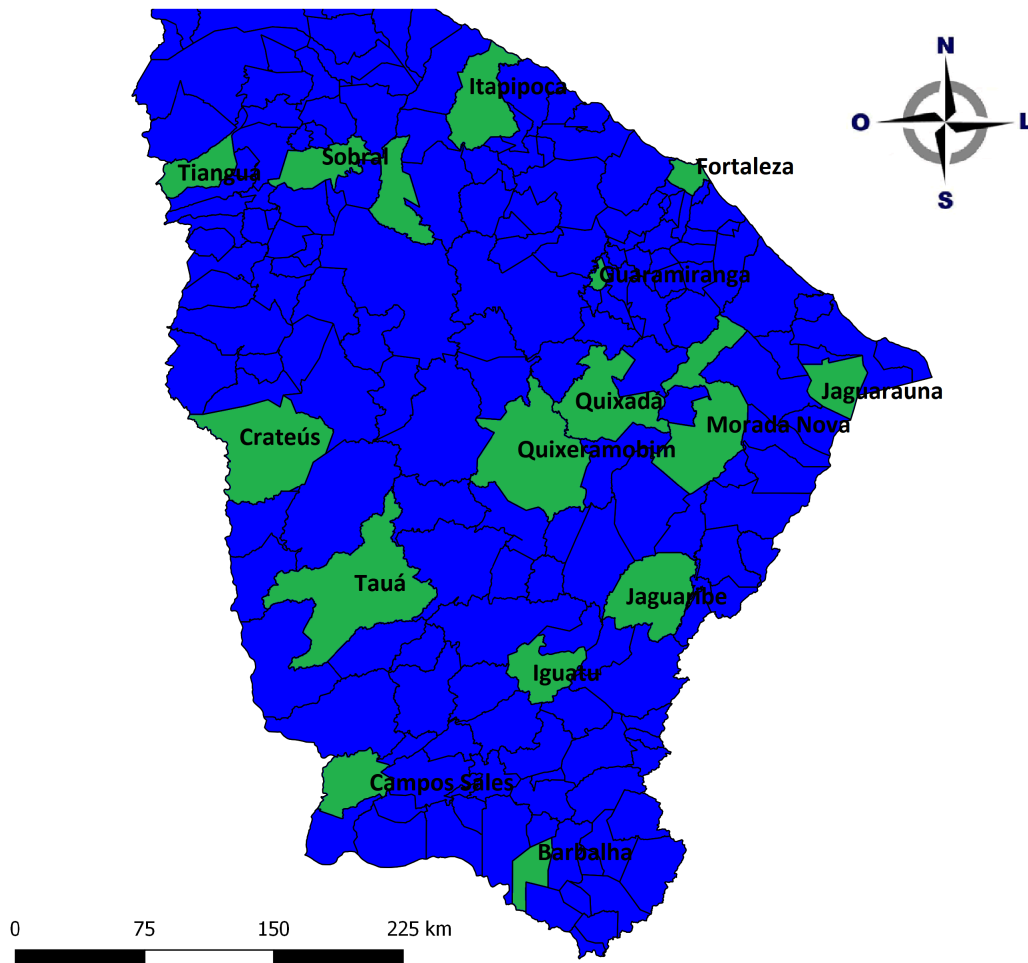 N
Itapipoca
O
L
Sobral
Fortaleza
Tianguá
S
Guaramiranga
Jaguarauna
Quixadá
Morada Nova
Crateús
Quixeramobim
Tauá
Jaguaribe
Iguatu
Campos Sales
Barbalha
0 75 150 225 km